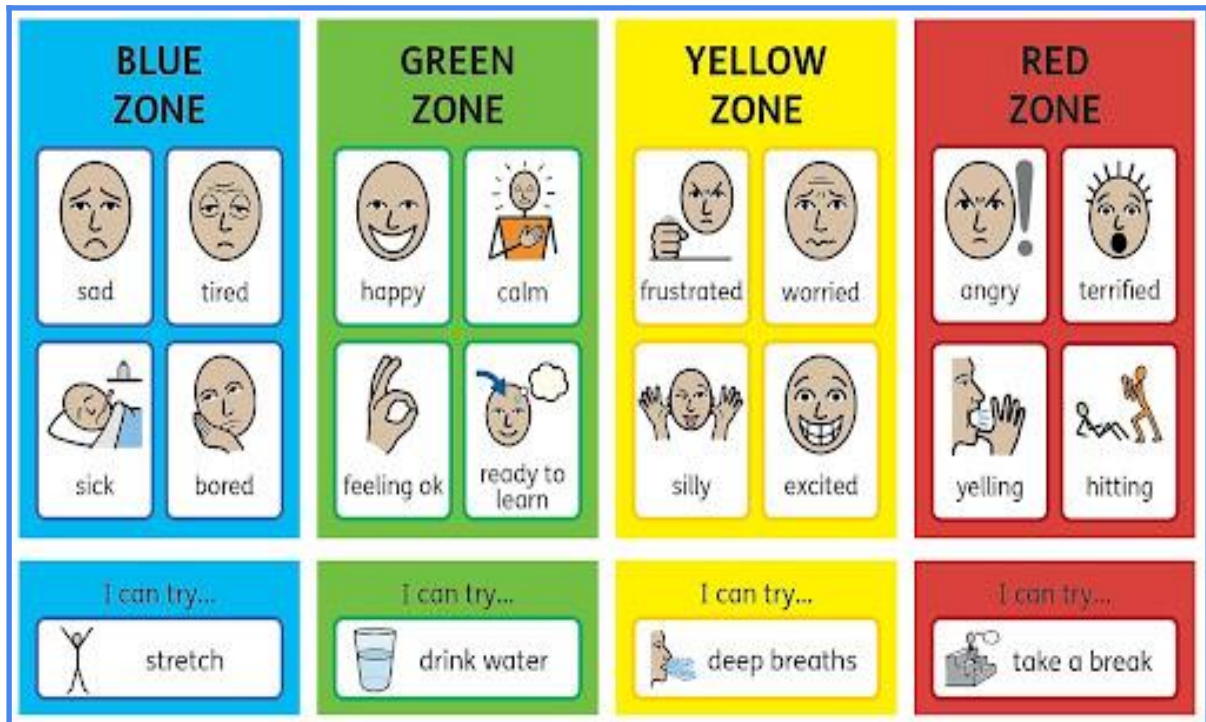 BLUE
ZONE
sad
tired
sick
bored
I can try...
stretch
GREEN
ZONE
happy
calm
feeling ok
ready to
learn
I can try...
drink water
YELLOW
ZONE
frustrated
worried
silly
excited
I can try...
deep breaths
RED
ZONE
angry
terrified
yelling
hitting
I can try...
take a break